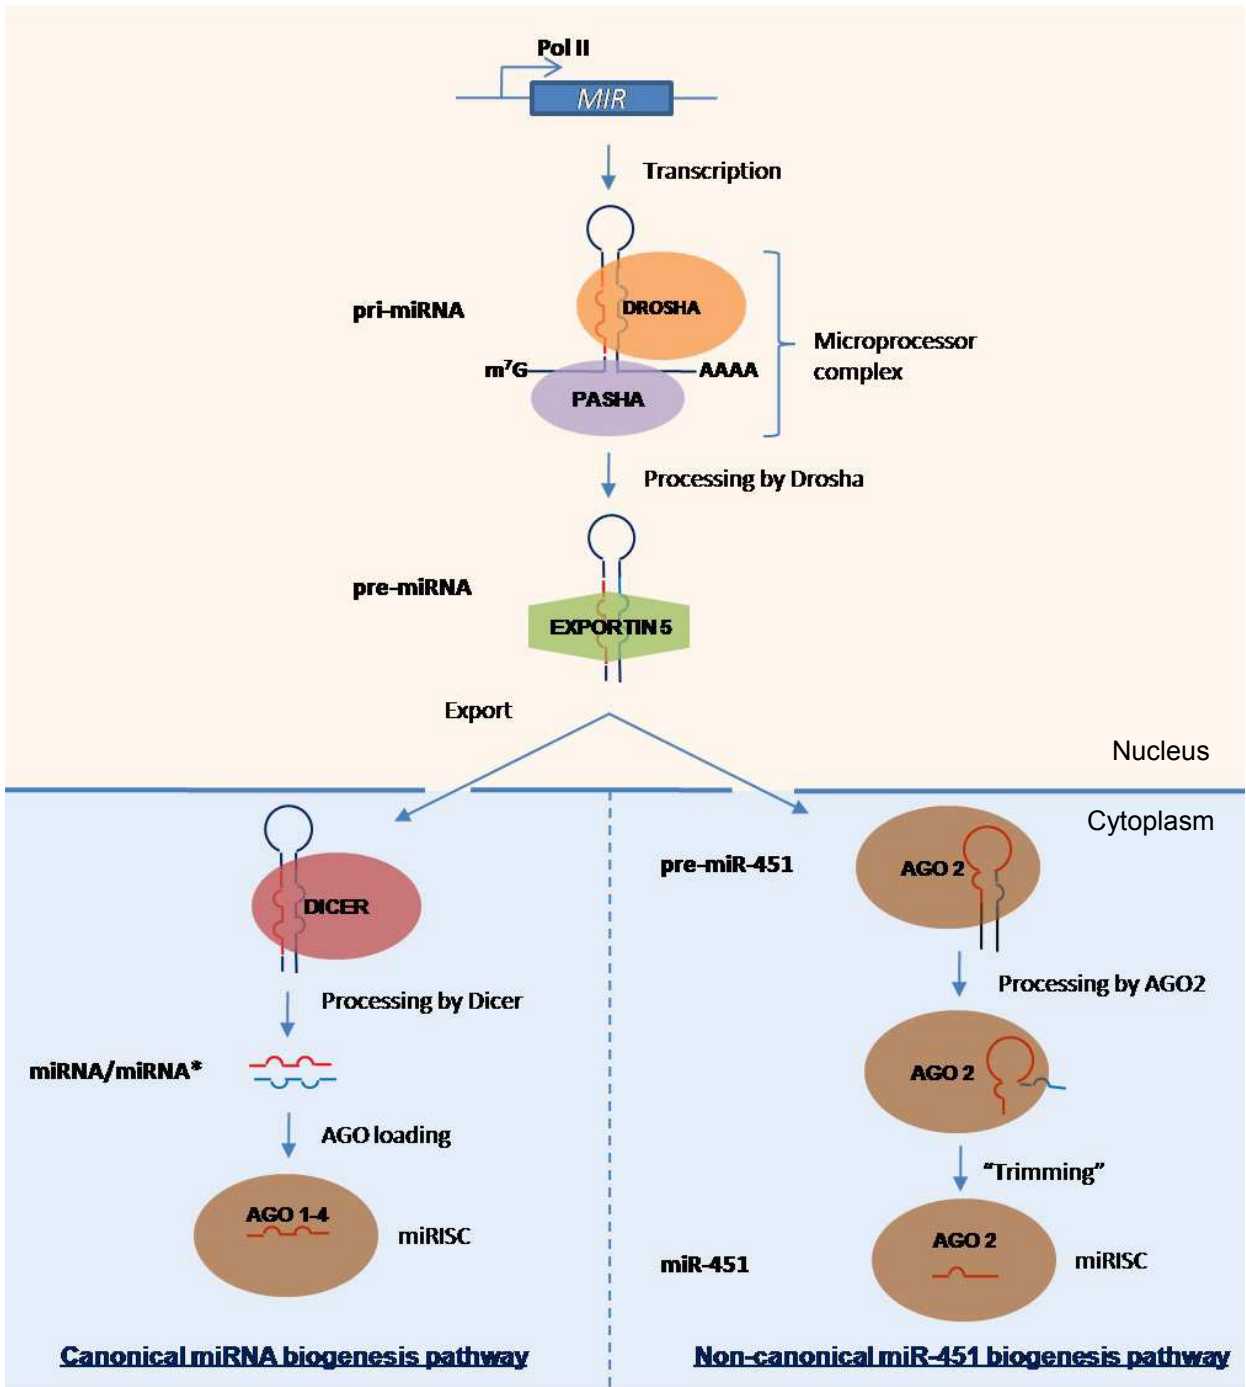 Pol II
MIR
Transcription
pri-miRNA
DROSHA
Microprocessor
complex
m⁷G
AAAA
PASHA
Processing by Drosha
pre-miRNA
EXPORTIN 5
Export
Nucleus
Cytoplasm
DICER
Processing by Dicer
miRNA/miRNA*
AGO loading
AGO 1-4
miRISC
Canonical miRNA biogenesis pathway
pre-miR-451
AGO 2
Processing by AGO2
AGO 2
“Trimming”
AGO 2
miR-451
miRISC
Non-canonical miR-451 biogenesis pathway